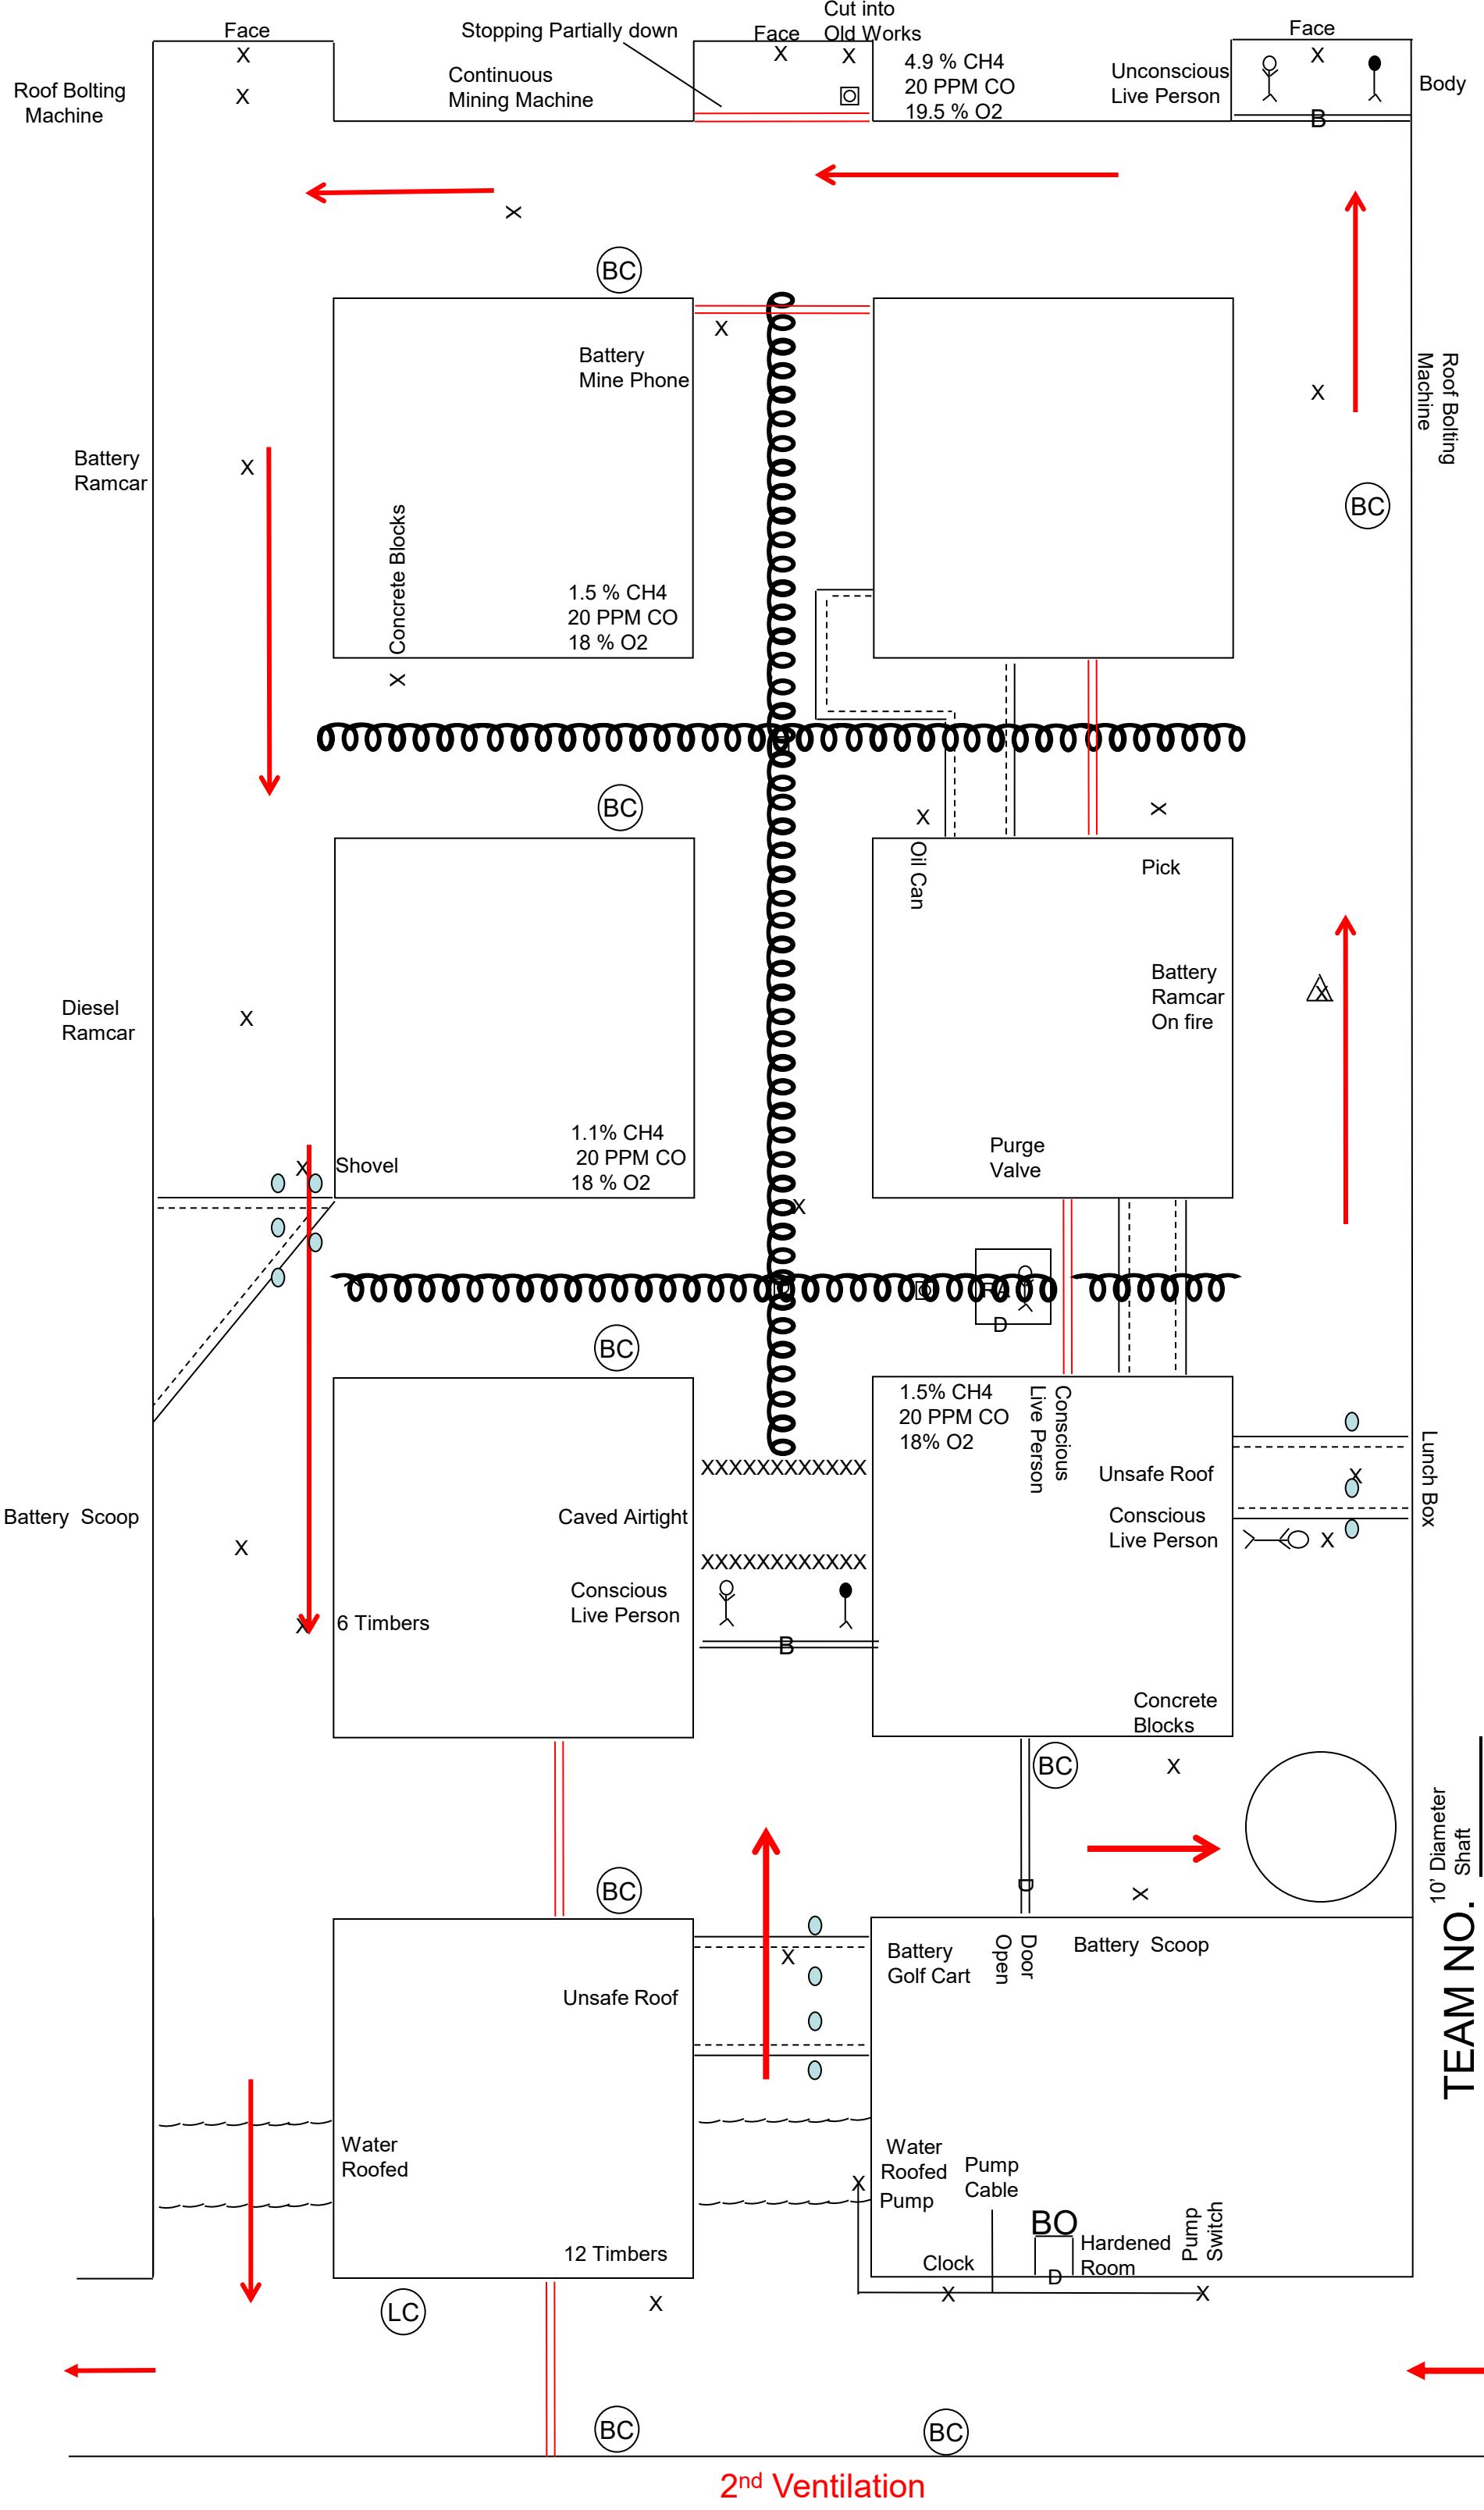 Cut into
Old Works
Face
Stopping Partially down
Face
Face
X
X
X
X
Continuous
Mining Machine
4.9 % CH4
20 PPM CO
19.5 % O2
Unconscious
Live Person
Body
Roof Bolting
Machine
X
B
X
BC
X
Battery
Mine Phone
Roof Bolting
Machine
X
Battery
Ramcar
X
BC
Concrete Blocks
1.5 % CH4
20 PPM CO
18 % O2
X
BC
X
X
Oil Can
Pick
Battery
Ramcar
On fire
X
Diesel
Ramcar
X
1.1% CH4
20 PPM CO
18 % O2
Purge
Valve
X
Shovel
X
RA
D
BC
1.5% CH4
20 PPM CO
18% O2
Conscious
Live Person
Lunch Box
XXXXXXXXXXXX
Unsafe Roof
X
Battery Scoop
Caved Airtight
Conscious
Live Person
X
X
XXXXXXXXXXXX
Conscious
Live Person
X
6 Timbers
B
Concrete
Blocks
BC
X
10' Diameter
Shaft
BC
D
X
Battery
Golf Cart
Door
Open
Battery Scoop
X
Unsafe Roof
TEAM NO.
Water
Roofed
Water
Roofed
Pump
Pump
Cable
X
BO
Hardened
Room
Pump
Switch
12 Timbers
Clock
D
X
X
X
LC
BC
BC
2nd Ventilation